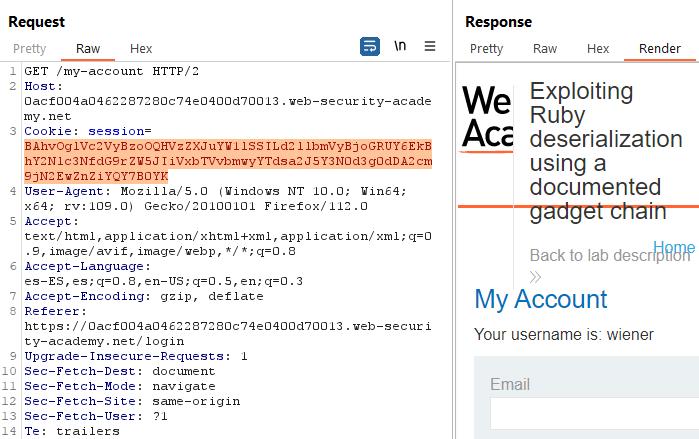 Request
Pretty Raw Hex
\n
1 GET /my-account HTTP/2
2 Host:
0acf004a0462287280c74e0400d70013.web-security-acade
my.net
3 Cookie: session=
BAhvOglVc2VyBzoOQHVzZXJuYW1lSSILd2llbmVyBjoGRUY6EkB
hY2Nlc3NfdG9rZW5JIiVxbTVvbmwyYTdsa2J5Y3N0d3g0dDA2cm
9jN2EwZnZiYQY7B0YK
4 User-Agent: Mozilla/5.0 (Windows NT 10.0; Win64;
x64; rv:109.0) Gecko/20100101 Firefox/112.0
5 Accept:
text/html,application/xhtml+xml,application/xml;q=0
.9,image/avif,image/webp,*/*;q=0.8
6 Accept-Language:
es-ES,es;q=0.8,en-US;q=0.5,en;q=0.3
7 Accept-Encoding: gzip, deflate
8 Referer:
https://0acf004a0462287280c74e0400d70013.web-securi
ty-academy.net/login
9 Upgrade-Insecure-Requests: 1
10 Sec-Fetch-Dest: document
11 Sec-Fetch-Mode: navigate
12 Sec-Fetch-Site: same-origin
13 Sec-Fetch-User: ?1
14 Te: trailers
Response
Pretty Raw Hex Render
We
Aca
Exploiting
Ruby
deserialization
using a
documented
gadget chain
Home
Back to lab description
My Account
Your username is: wiener
Email